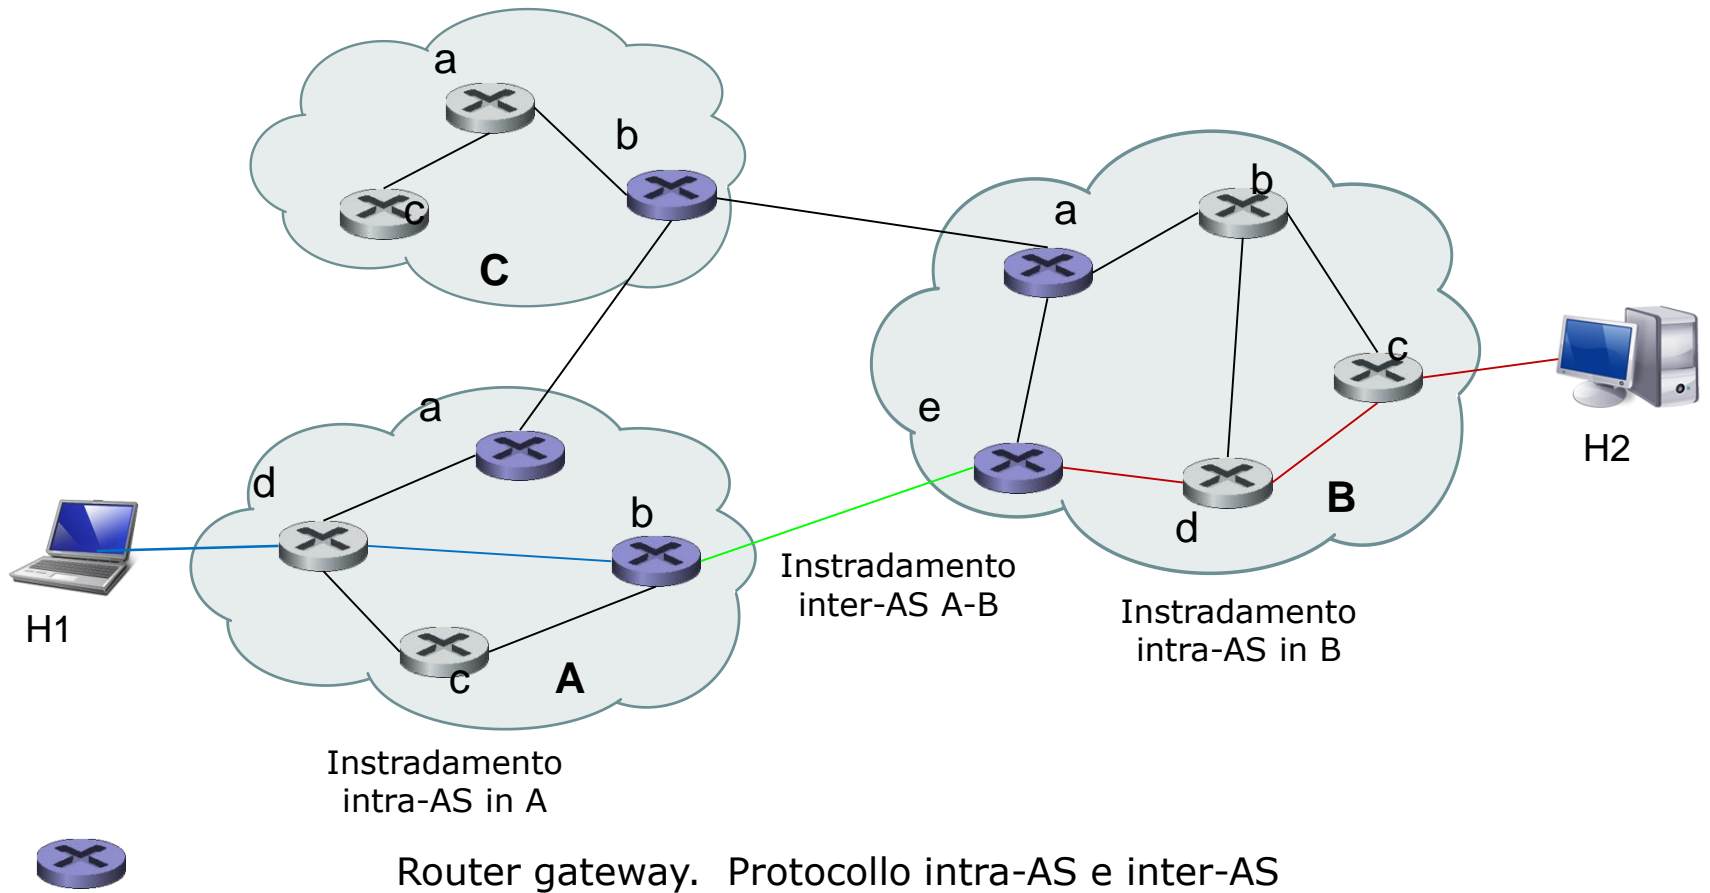 a
b
c
C
a
b
c
e
d
B
H2
a
d
b
c
A
H1
Instradamento
inter-AS A-B
Instradamento
intra-AS in B
Instradamento
intra-AS in A
Router gateway. Protocollo intra-AS e inter-AS